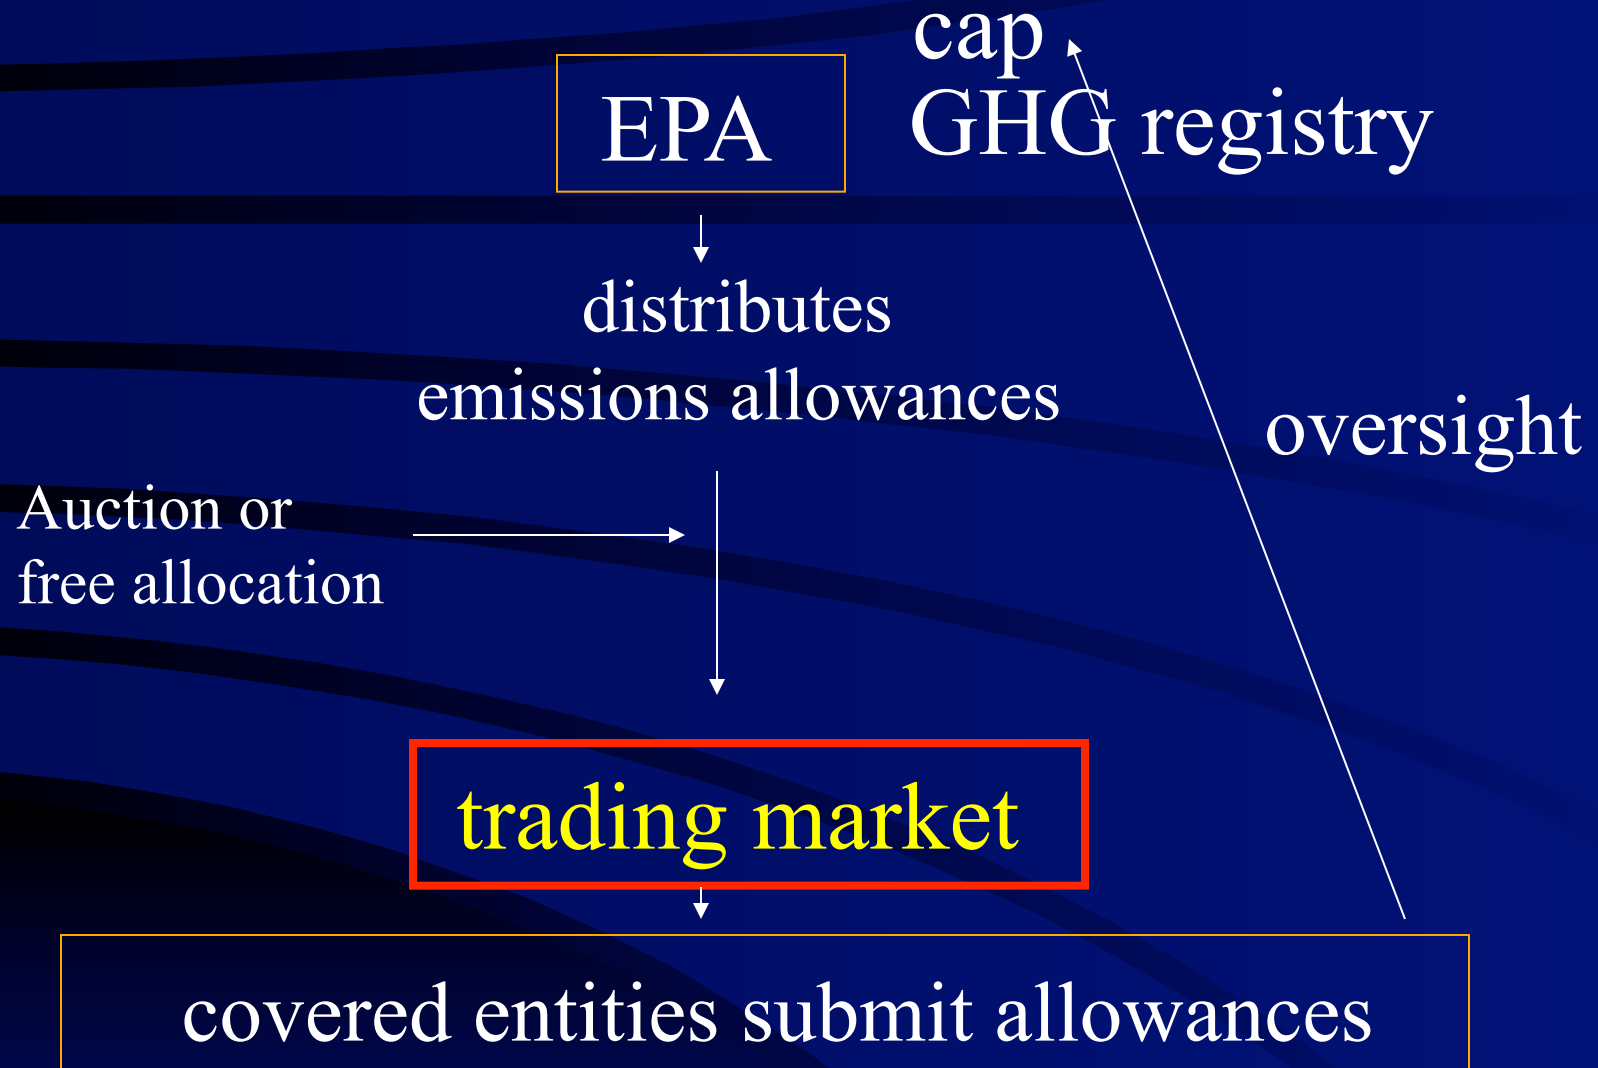 cap
EPA
GHG registry
distributes
emissions allowances
oversight
Auction or
free allocation
trading market
covered entities submit allowances